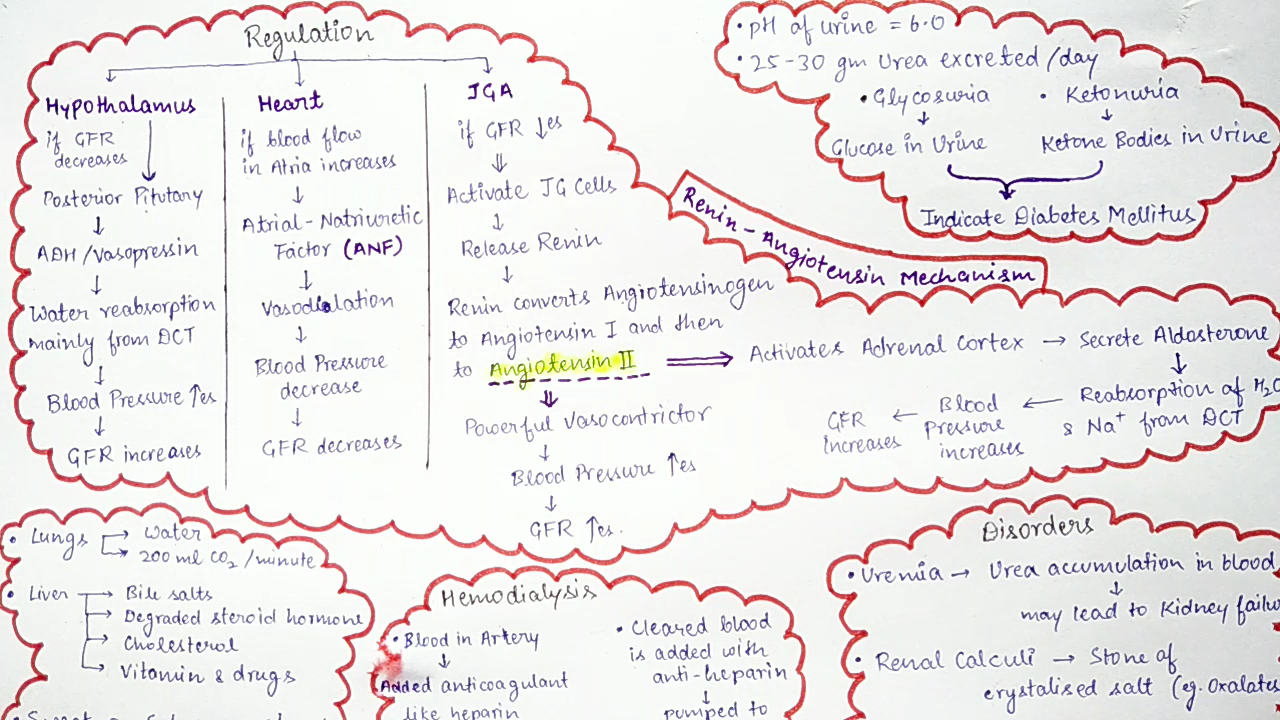 Regulation
Hypothalamus
if GFR
decreases
Posterior Pitutary
ADH/Vasopressin
Water reabsorption
mainly from DCT
Blood Pressure ↑es
GFR increases
Heart
if blood flow
in Atria increases
Atrial-Natriuretic
Factor (ANF)
Vasodialation
Blood Pressure
decrease
GFR decreases
JGA
if GFR ↓es
Activate JG Cells
Release Renin
Renin converts Angiotensinogen
to Angiotensin I and then
to Angiotensin II
Powerful Vasocontrictor
Blood Pressure ↑es
GFR ↑es.
Renin-Angiotensin Mechanism
Activates Adrenal Cortex → Secrete Aldasterone
Reabsorption of H₂O
& Na⁺ from DCT
Blood
Pressure
increases
GFR
increases
• pH of urine = 6.0
• 25-30 gm Urea excreted/day
• Glycosuria
Glucose in Urine
• Ketonuria
Ketone Bodies in Urine
Indicate Diabetes Mellitus
• Lungs → Water
200 ml CO₂/minute
• Liver → Bile salts
Degraded steroid hormone
Cholesterol
Vitamin & drugs
Hemodialysis
• Blood in Artery
Added anticoagulant
like heparin
• Cleared blood
is added with
anti-heparin
pumped to
Disorders
• Uremia → Urea accumulation in blood
may lead to Kidney failu
• Renal Calculi → Stone of
crystalised salt (eg. Oxalates